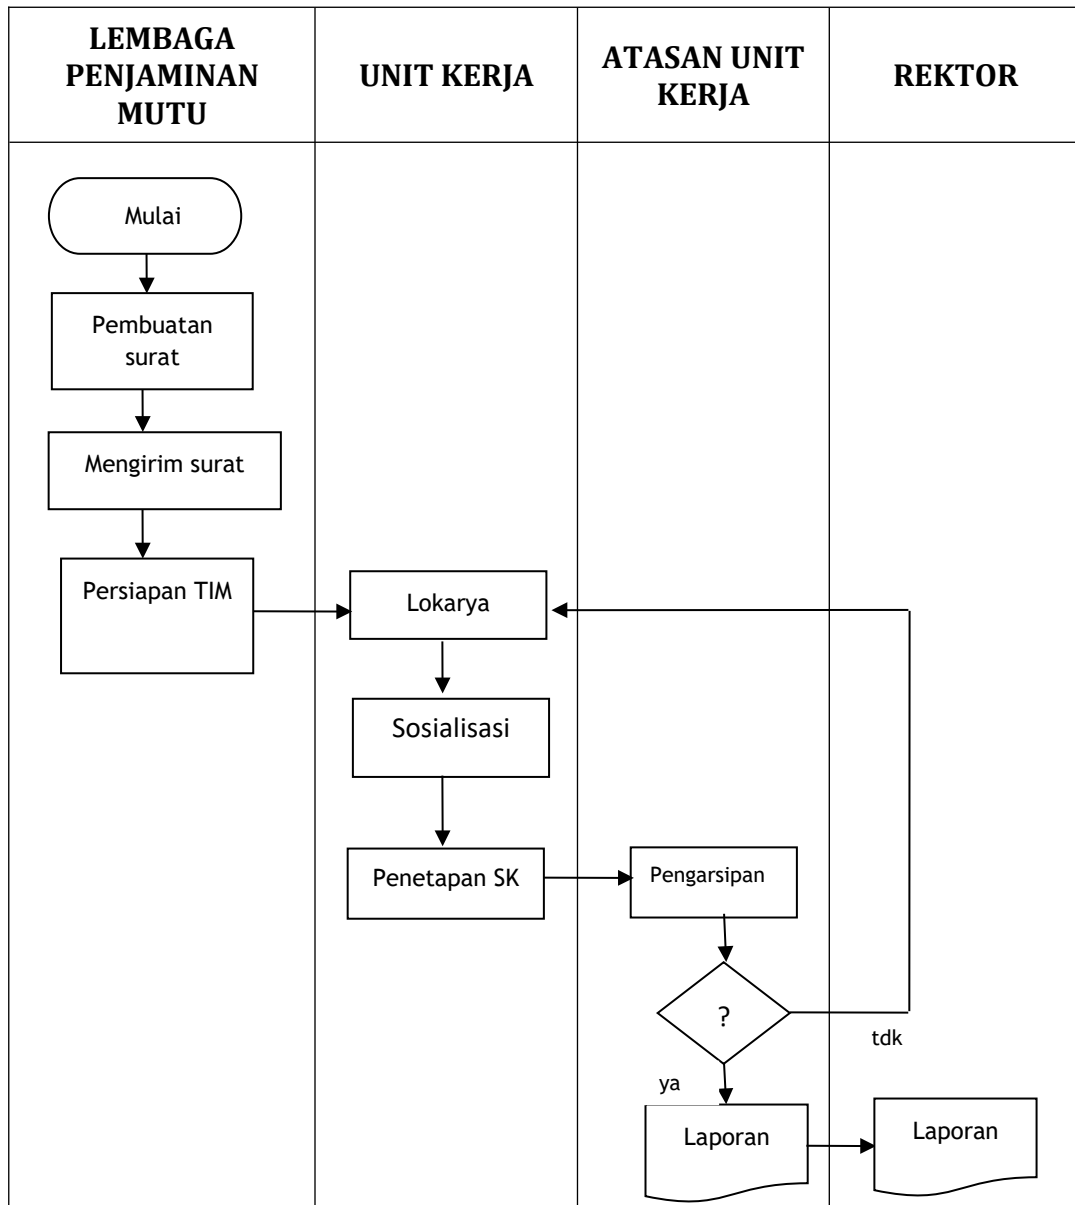 LEMBAGA
PENJAMINAN
MUTU
UNIT KERJA
ATASAN UNIT
KERJA
REKTOR
Mulai
Pembuatan
surat
Mengirim surat
Persiapan TIM
Lokarya
Sosialisasi
Penetapan SK
Pengarsipan
?
tdk
ya
Laporan
Laporan